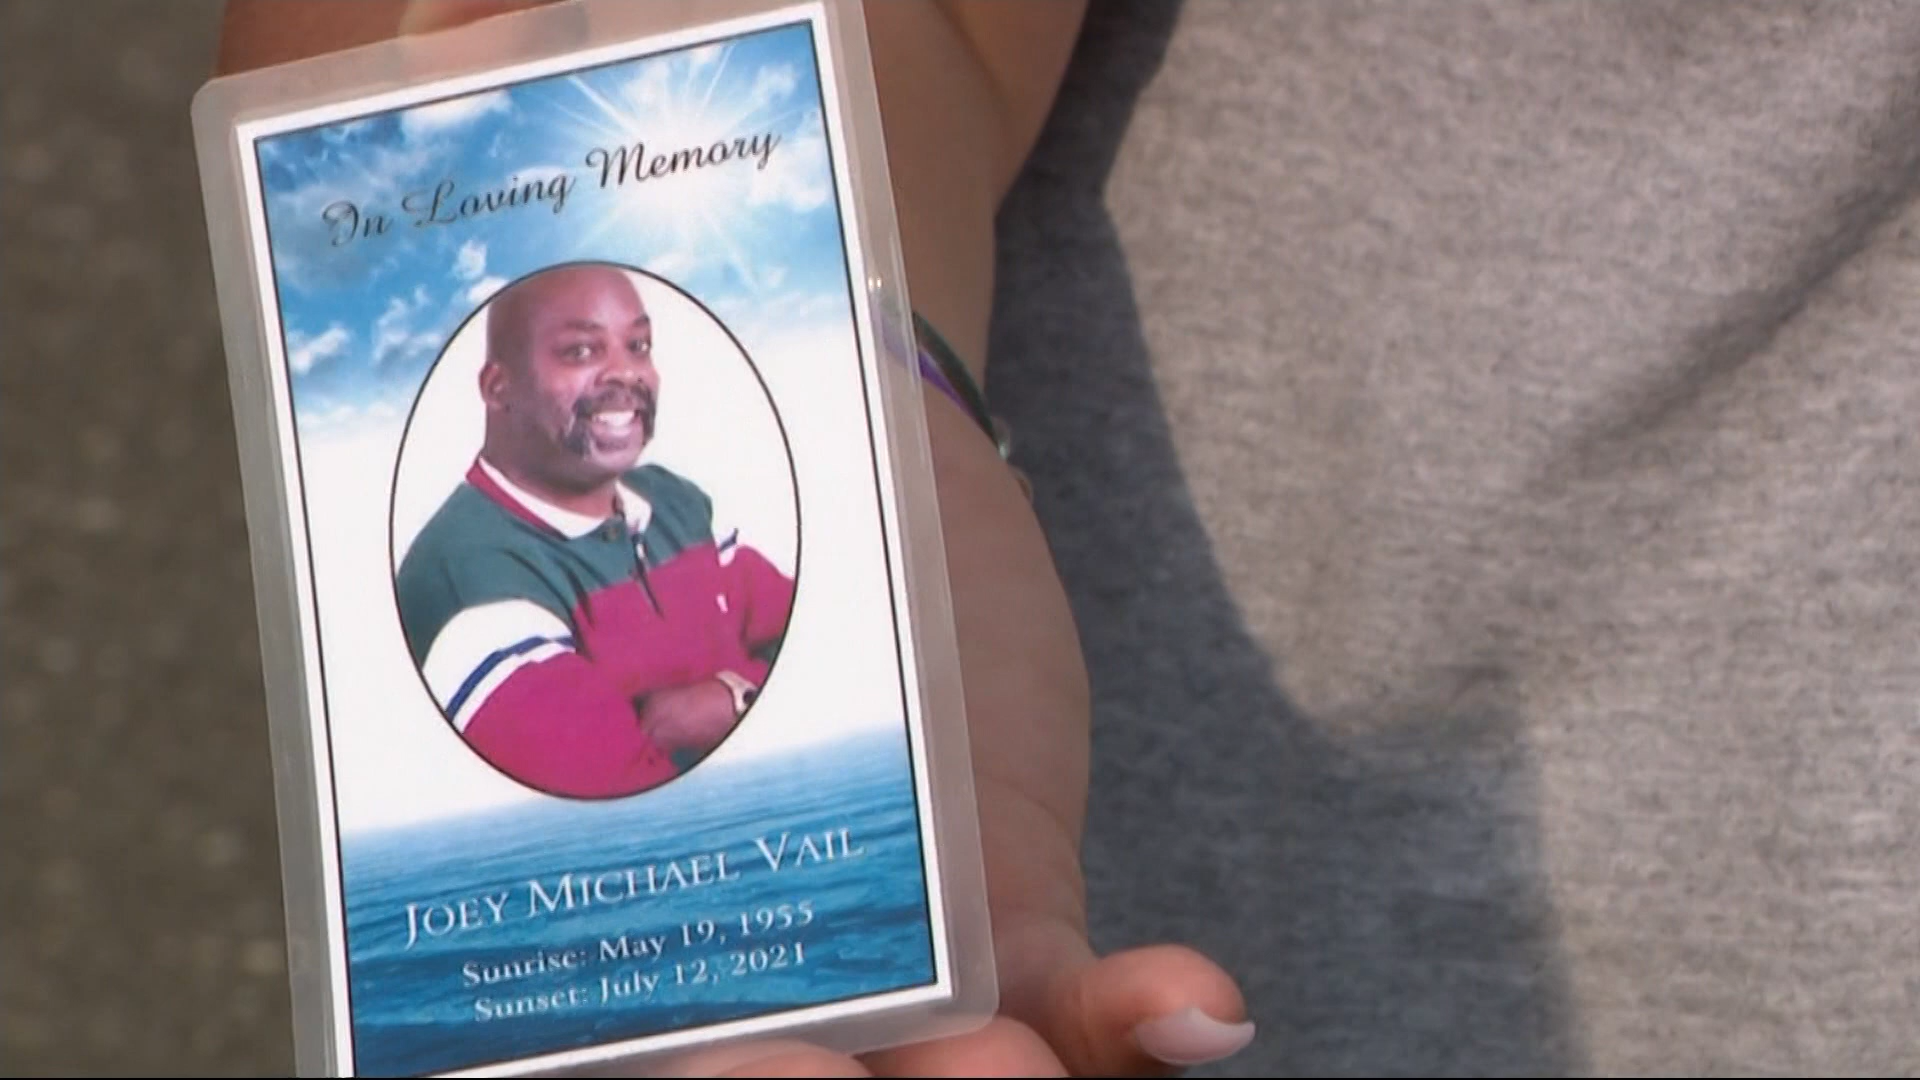 In Loving Memory
JOEY MICHAEL VAIL
Sunrise: May 19, 1955
Sunset: July 12, 2021